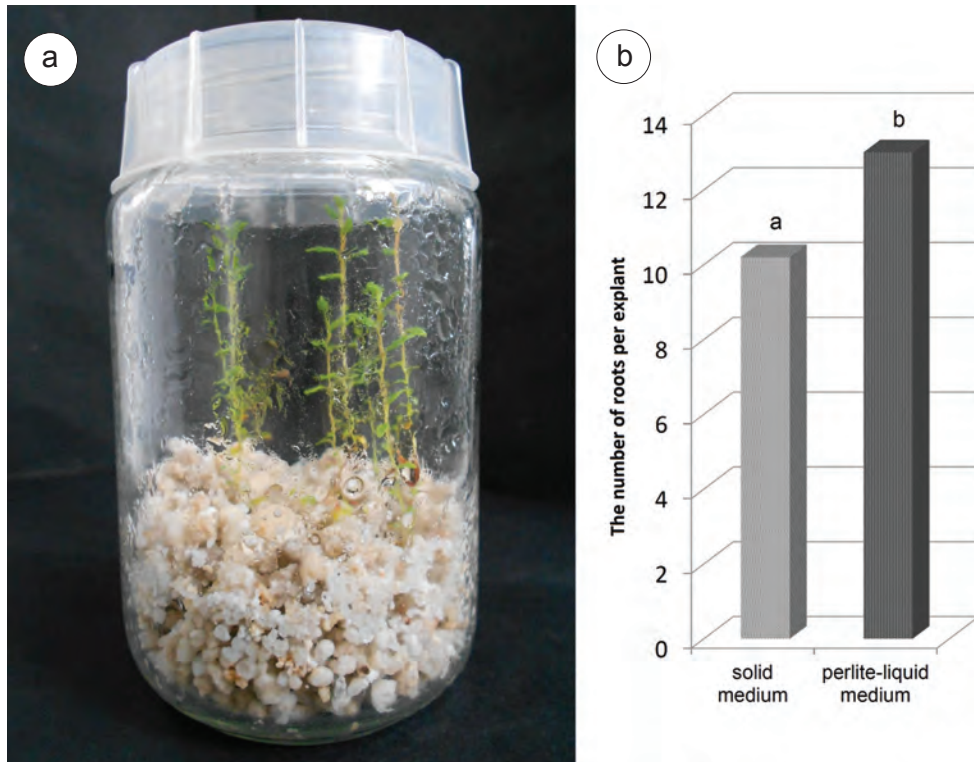 a
b
The number of roots per explant
14
12
10
8
6
4
2
0
a
b
solid
medium
perlite-liquid
medium